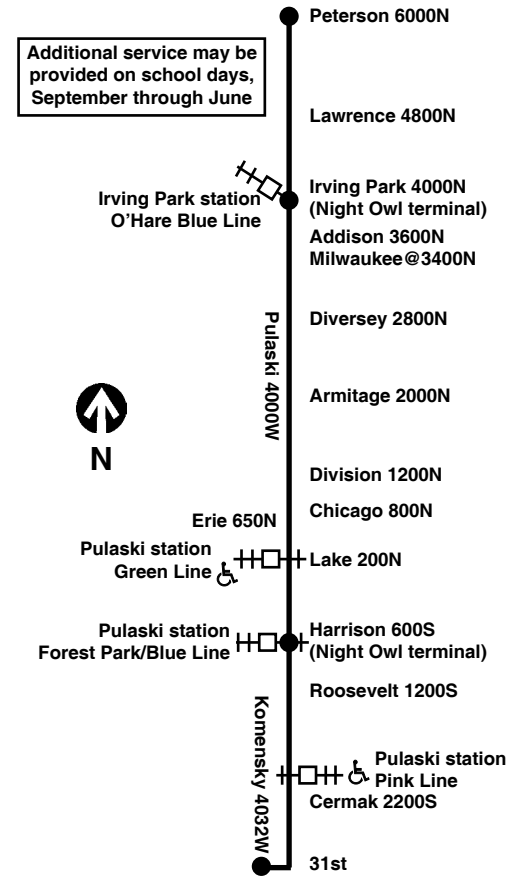 Peterson 6000N
Additional service may be
provided on school days,
September through June
Lawrence 4800N
Irving Park station
O'Hare Blue Line
Irving Park 4000N
(Night Owl terminal)
Addison 3600N
Milwaukee@3400N
Pulaski 4000W
Diversey 2800N
Armitage 2000N
N
Division 1200N
Chicago 800N
Erie 650N
Pulaski station
Green Line
Lake 200N
Pulaski station
Forest Park/Blue Line
Harrison 600S
(Night Owl terminal)
Roosevelt 1200S
Komensky 4032W
Pulaski station
Pink Line
Cermak 2200S
31st